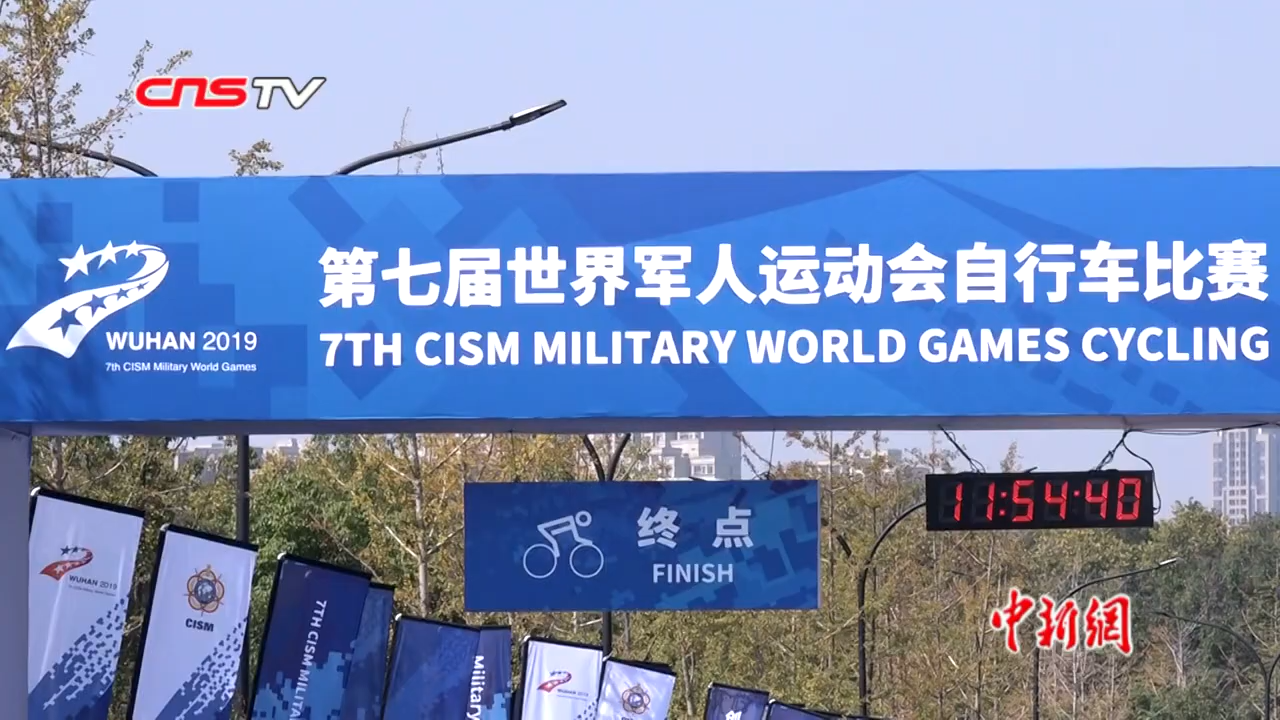 CNSTV
第七届世界军人运动会自行车比赛
7TH CISM MILITARY WORLD GAMES CYCLING
WUHAN 2019
7th CISM Military World Games
终点
FINISH
11:54:40
WUHAN 2019
CISM
7TH CISM MILITA
Military
WUHAN 2019
中新網